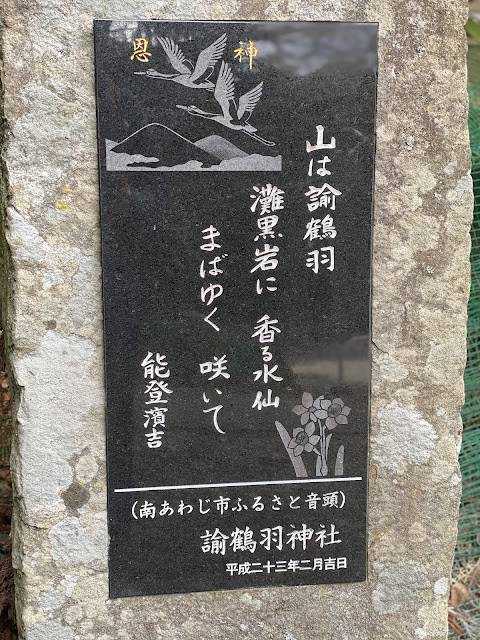 神恩
山は諭鶴羽
灘黒岩に 香る水仙
まばゆく 咲いて
能登濱吉
(南あわじ市ふるさと音頭)
諭鶴羽神社
平成二十三年二月吉日